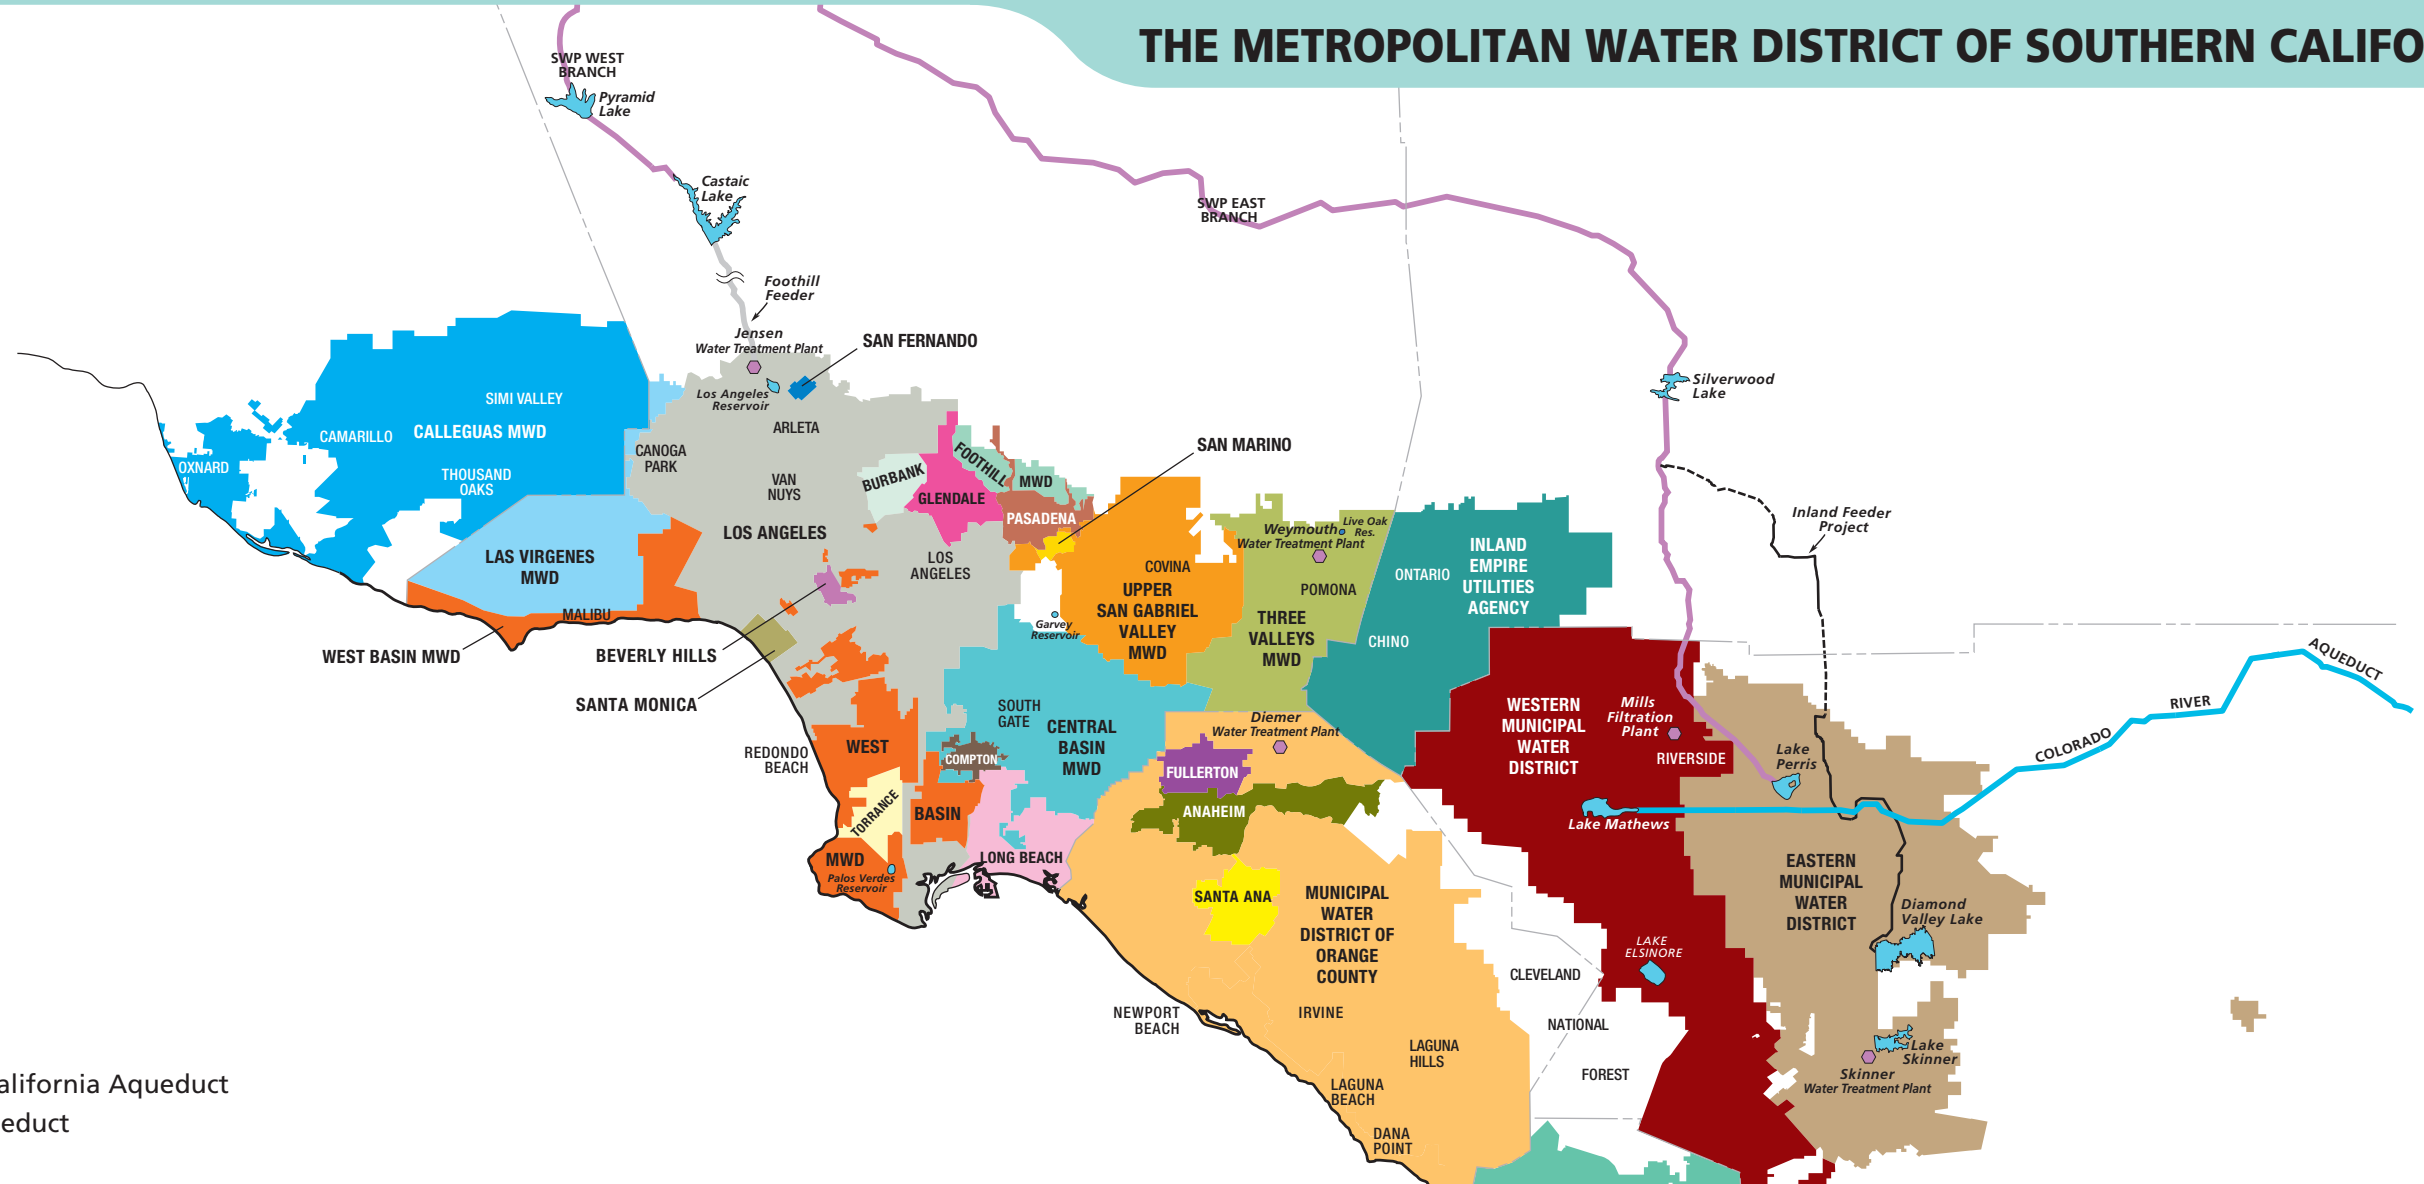 THE METROPOLITAN WATER DISTRICT OF SOUTHERN CALIFO
SWP WEST
BRANCH
Pyramid
Lake
Castaic
Lake
SWP EAST
BRANCH
Foothill
Feeder
Jensen
Water Treatment Plant
SAN FERNANDO
Los Angeles
Reservoir
Silverwood
Lake
SIMI VALLEY
CAMARILLO
CALLEGUAS MWD
OXNARD
THOUSAND
OAKS
CANOGA
PARK
ARLETA
VAN
NUYS
BURBANK
GLENDALE
FOOTHILL
MWD
PASADENA
SAN MARINO
LOS ANGELES
LOS
ANGELES
LAS VIRGENES
MWD
MALIBU
WEST BASIN MWD
BEVERLY HILLS
SANTA MONICA
COVINA
UPPER
SAN GABRIEL
VALLEY
MWD
Garvey
Reservoir
Weymouth
Water Treatment Plant
Live Oak
Res.
POMONA
THREE
VALLEYS
MWD
ONTARIO
INLAND
EMPIRE
UTILITIES
AGENCY
CHINO
Inland Feeder
Project
COLORADO
RIVER
AQUEDUCT
REDONDO
BEACH
WEST
TORRANCE
BASIN
MWD
Palos Verdes
Reservoir
SOUTH
GATE
CENTRAL
BASIN
MWD
COMPTON
LONG BEACH
Diemer
Water Treatment Plant
FULLERTON
ANAHEIM
SANTA ANA
MUNICIPAL
WATER
DISTRICT OF
ORANGE
COUNTY
IRVINE
NEWPORT
BEACH
LAGUNA
HILLS
LAGUNA
BEACH
DANA
POINT
WESTERN
MUNICIPAL
WATER
DISTRICT
Mills
Filtration
Plant
RIVERSIDE
Lake
Perris
Lake Mathews
EASTERN
MUNICIPAL
WATER
DISTRICT
Diamond
Valley Lake
LAKE
ELSINORE
CLEVELAND
NATIONAL
FOREST
Lake
Skinner
Skinner
Water Treatment Plant
alifornia Aqueduct
educt